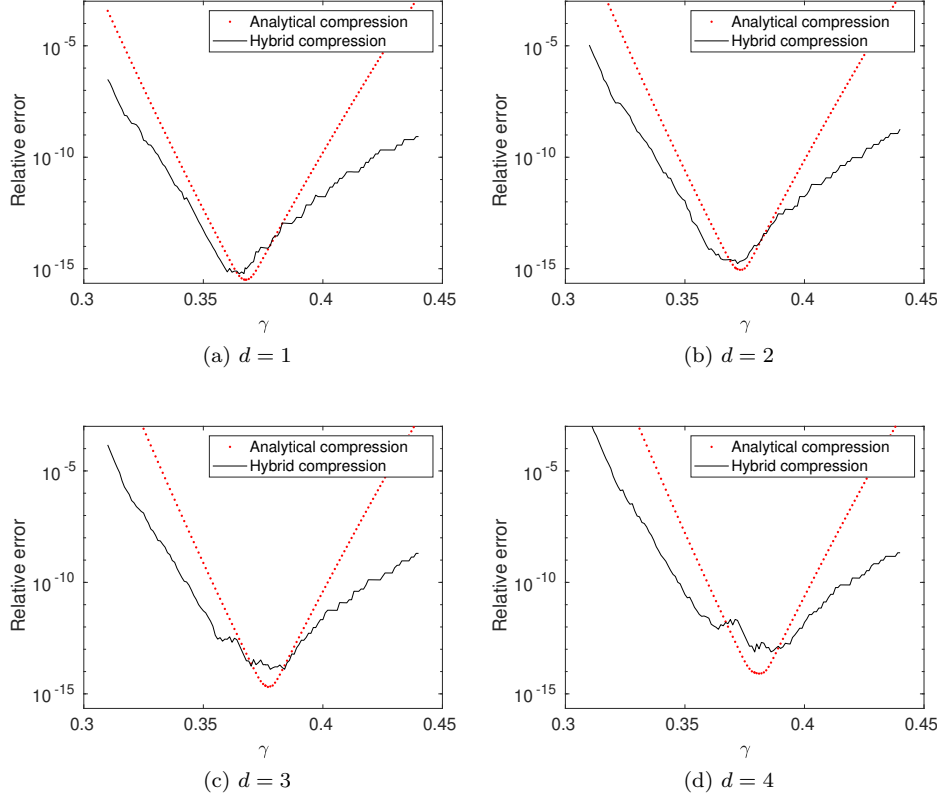 Analytical compression
Hybrid compression
10^-5
10^-10
10^-15
Relative error
0.3 0.35 0.4 0.45
γ
(a) d = 1
Analytical compression
Hybrid compression
10^-5
10^-10
10^-15
Relative error
0.3 0.35 0.4 0.45
γ
(b) d = 2
Analytical compression
Hybrid compression
10^-5
10^-10
10^-15
Relative error
0.3 0.35 0.4 0.45
γ
(c) d = 3
Analytical compression
Hybrid compression
10^-5
10^-10
10^-15
Relative error
0.3 0.35 0.4 0.45
γ
(d) d = 4